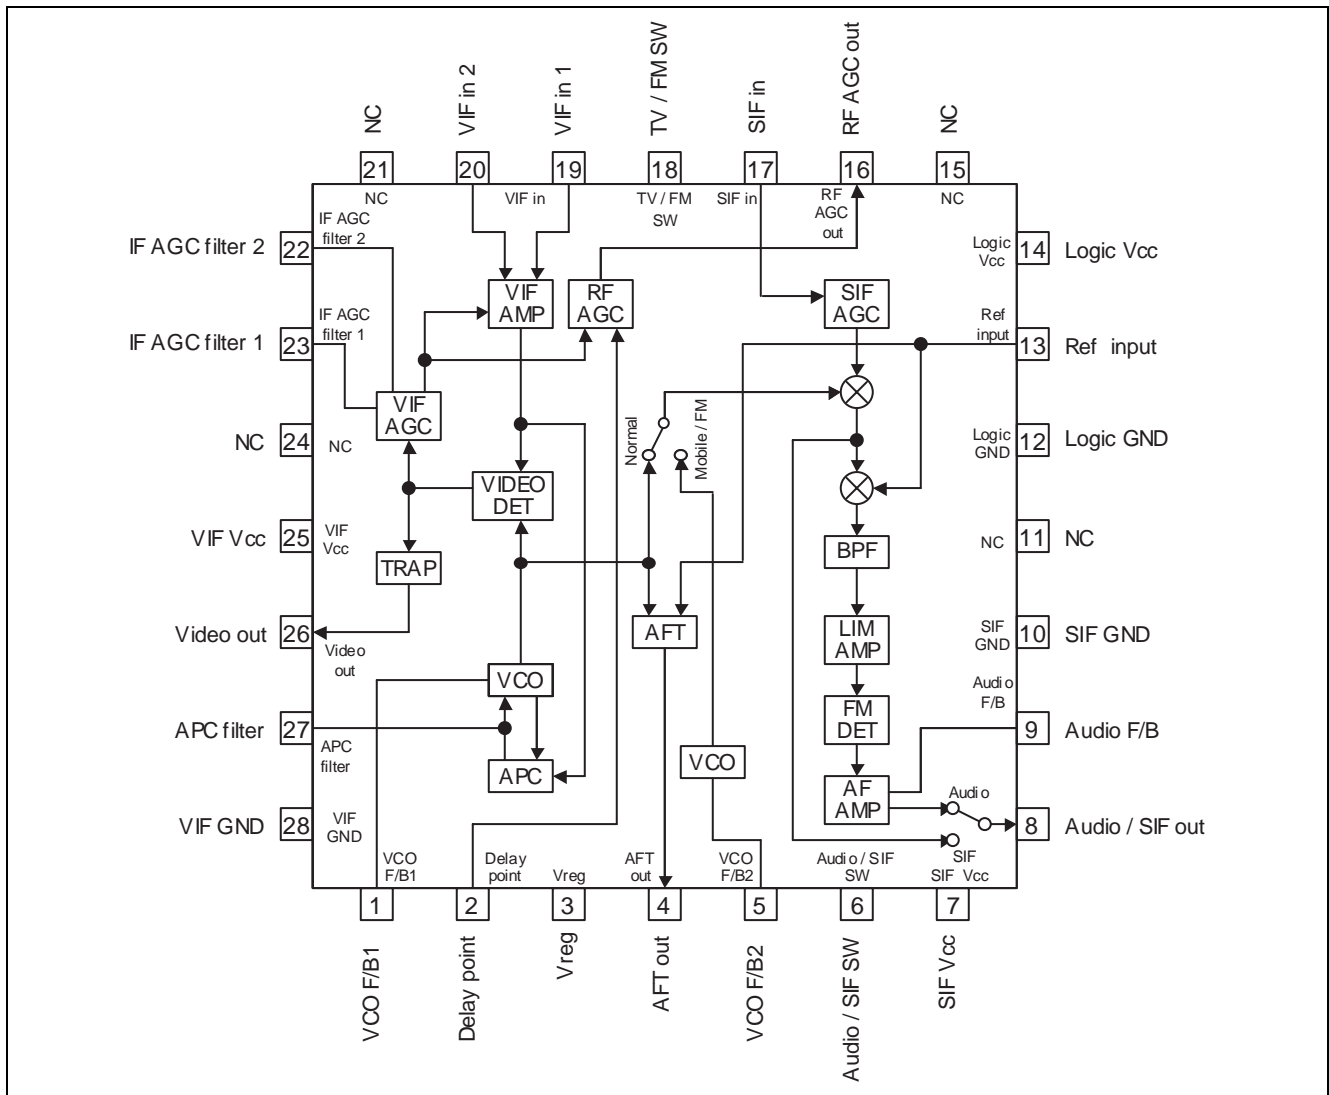 NC
VIF in 2
VIF in 1
TV / FM SW
SIF in
RF AGC out
NC
21
20
19
18
17
16
15
NC
VIF in
TV / FM
SW
SIF in
RF
AGC
out
NC
IF AGC filter 2
22
IF AGC
filter 2
Logic
Vcc
14
Logic Vcc
VIF
AMP
RF
AGC
SIF
AGC
IF AGC filter 1
23
IF AGC
filter 1
Ref
input
13
Ref input
VIF
AGC
Normal
Mobile / FM
NC
24
NC
Logic
GND
12
Logic GND
VIDEO
DET
VIF Vcc
25
VIF
Vcc
TRAP
BPF
NC
11
NC
Video out
26
Video
out
AFT
LIM
AMP
SIF
GND
10
SIF GND
VCO
Audio
F/B
APC filter
27
APC
filter
FM
DET
9
Audio F/B
APC
VCO
AF
AMP
Audio
VIF GND
28
VIF
GND
8
Audio / SIF out
SIF
VCO
F/B1
Delay
point
Vreg
AFT
out
VCO
F/B2
Audio / SIF
SW
SIF Vcc
1
2
3
4
5
6
7
VCO F/B1
Delay point
Vreg
AFT out
VCO F/B2
Audio / SIF SW
SIF Vcc